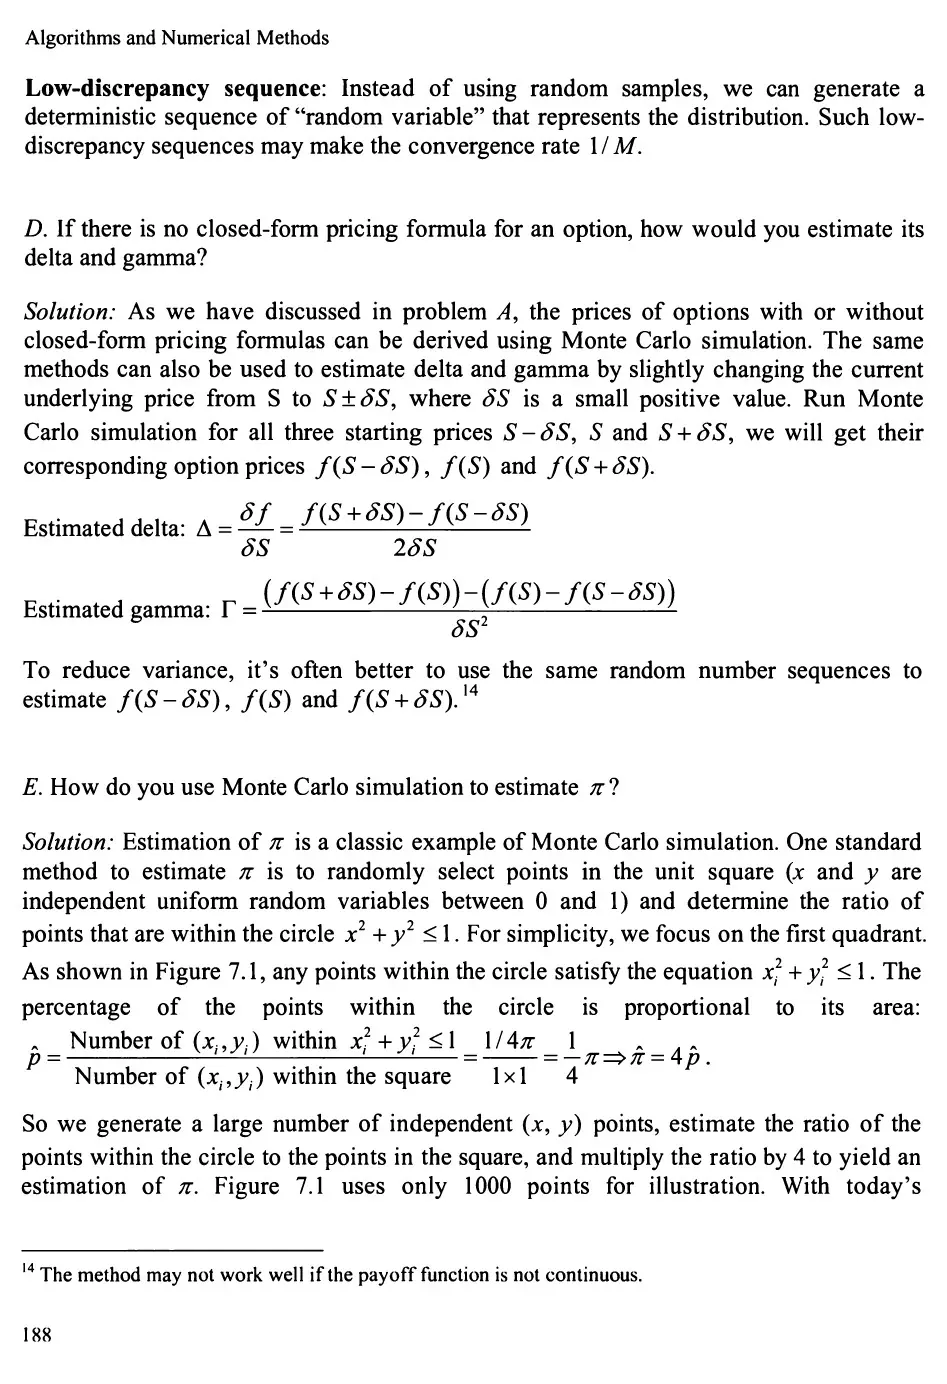 Algorithms and Numerical Methods
Low-discrepancy sequence: Instead of using random samples, we can generate a
deterministic sequence of “random variable” that represents the distribution. Such low-
discrepancy sequences may make the convergence rate 1/M.
D. If there is no closed-form pricing formula for an option, how would you estimate its
delta and gamma?
Solution: As we have discussed in problem A, the prices of options with or without
closed-form pricing formulas can be derived using Monte Carlo simulation. The same
methods can also be used to estimate delta and gamma by slightly changing the current
underlying price from S to S ± δS, where δS is a small positive value. Run Monte
Carlo simulation for all three starting prices S − δS, S and S + δS, we will get their
corresponding option prices f(S − δS), f(S) and f(S + δS).
Estimated delta: Δ = δf/δS = (f(S + δS) − f(S − δS))/(2δS)
Estimated gamma: Γ = ((f(S + δS) − f(S)) − (f(S) − f(S − δS)))/δS²
To reduce variance, it’s often better to use the same random number sequences to
estimate f(S − δS), f(S) and f(S + δS).¹⁴
E. How do you use Monte Carlo simulation to estimate π?
Solution: Estimation of π is a classic example of Monte Carlo simulation. One standard
method to estimate π is to randomly select points in the unit square (x and y are
independent uniform random variables between 0 and 1) and determine the ratio of
points that are within the circle x² + y² ≤ 1. For simplicity, we focus on the first quadrant.
As shown in Figure 7.1, any points within the circle satisfy the equation xᵢ² + yᵢ² ≤ 1. The
percentage of the points within the circle is proportional to its area:
p̂ = (Number of (xᵢ, yᵢ) within xᵢ² + yᵢ² ≤ 1)/(Number of (xᵢ, yᵢ) within the square) = (1/4π)/(1×1) = (1/4)π ⇒ π̂ = 4p̂.
So we generate a large number of independent (x, y) points, estimate the ratio of the
points within the circle to the points in the square, and multiply the ratio by 4 to yield an
estimation of π. Figure 7.1 uses only 1000 points for illustration. With today’s
¹⁴ The method may not work well if the payoff function is not continuous.
188